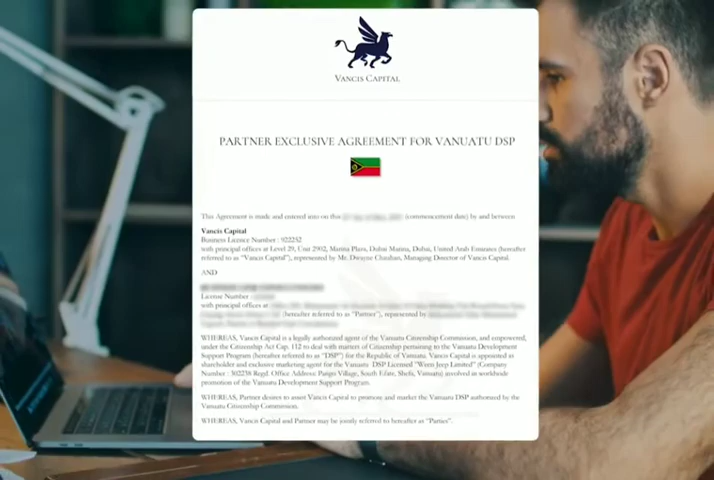 VANCIS CAPITAL
PARTNER EXCLUSIVE AGREEMENT FOR VANUATU DSP
This Agreement is made and entered into on this (commencement date) by and between
Vancis Capital
Business Licence Number : 922252
with principal offices at Level 29, Unit 2902, Marina Plaza, Dubai Marina, Dubai, United Arab Emirates (hereafter
referred to as "Vancis Capital"), represented by Mr. Dwayne Chauhan, Managing Director of Vancis Capital.
AND
License Number
with principal offices at
(hereafter referred to as "Partner"), represented by
WHEREAS, Vancis Capital is a legally authorized agent of the Vanuatu Citizenship Commission, and empowered,
under the Citizenship Act Cap. 112 to deal with matters of Citizenship pertaining to the Vanuatu Development
Support Program (hereafter referred to as "DSP") for the Republic of Vanuatu. Vancis Capital is appointed as
shareholder and exclusive marketing agent for the Vanuatu DSP Licensed (Company
Number : 302258 Regd. Office Address: Pango Village, South Efate, Shefa, Vanuatu) involved in worldwide
promotion of the Vanuatu Development Support Program.
WHEREAS, Partner desires to assist Vancis Capital to promote and market the Vanuatu DSP authorised by the
Vanuatu Citizenship Commission.
WHEREAS, Vancis Capital and Partner may be jointly referred to hereafter as "Parties".